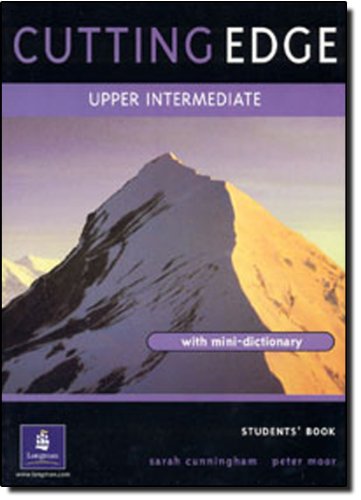 CUTTING EDGE
UPPER INTERMEDIATE
with mini-dictionary
STUDENTS' BOOK
sarah cunningham peter moor
Longman
www.longman.com